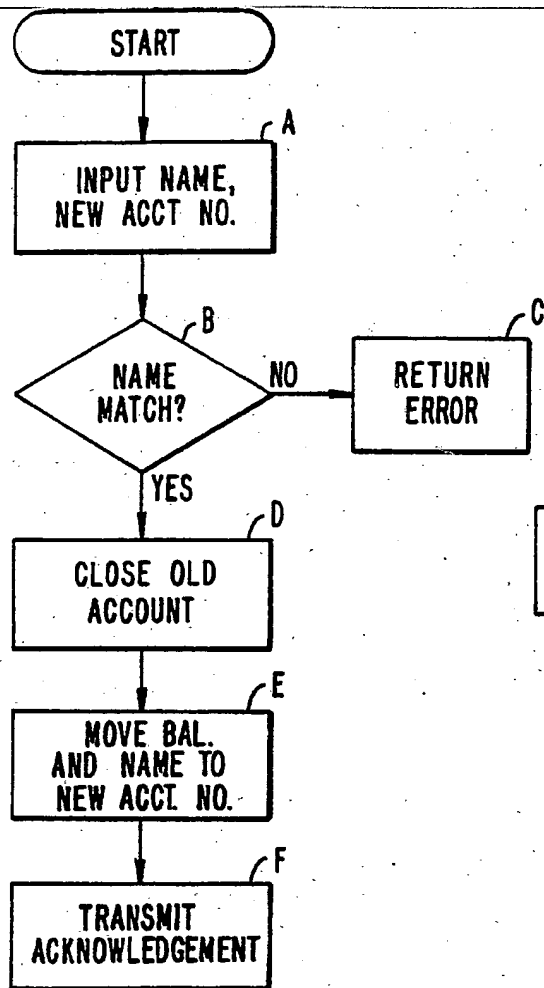 START
A
INPUT NAME,
NEW ACCT NO.
B
NAME
MATCH?
NO
C
RETURN
ERROR
YES
D
CLOSE OLD
ACCOUNT
E
MOVE BAL.
AND NAME TO
NEW ACCT. NO.
F
TRANSMIT
ACKNOWLEDGEMENT